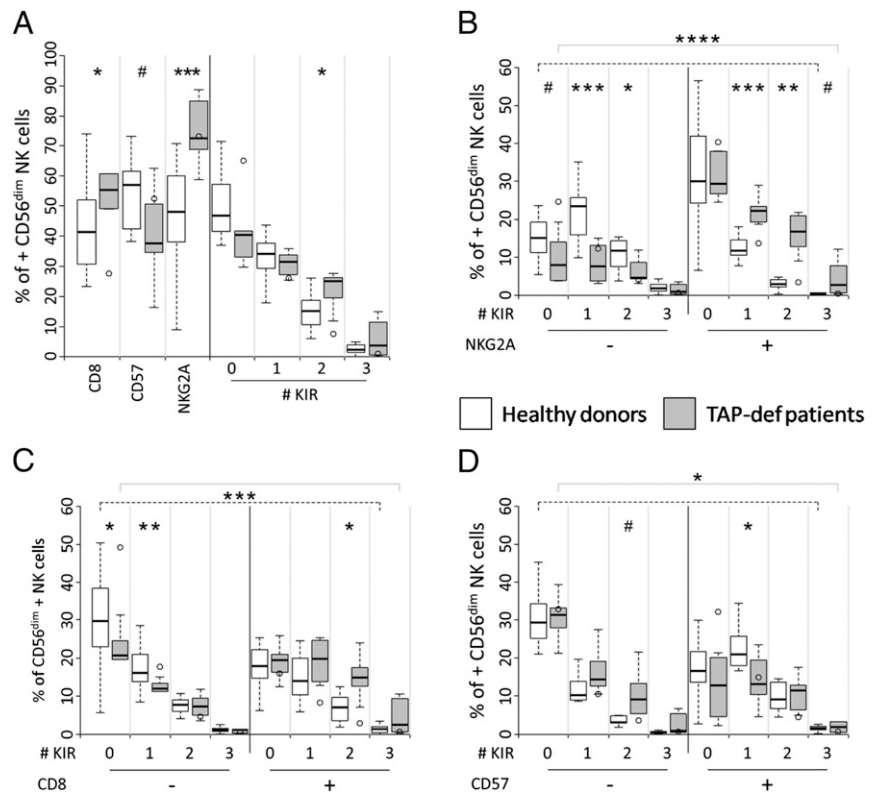 A
% of + CD56dim NK cells
100
90
80
70
60
50
40
30
20
10
0
* # *** *
CD8 CD57 NKG2A 0 1 2 3
# KIR
B
****
% of + CD56dim NK cells
60
50
40
30
20
10
0
# *** * *** ** #
# KIR 0 1 2 3 0 1 2 3
NKG2A - +
Healthy donors TAP-def patients
C
***
% of CD56dim + NK cells
60
50
40
30
20
10
0
* ** *
# KIR 0 1 2 3 0 1 2 3
CD8 - +
D
*
% of + CD56dim NK cells
60
50
40
30
20
10
0
# *
# KIR 0 1 2 3 0 1 2 3
CD57 - +